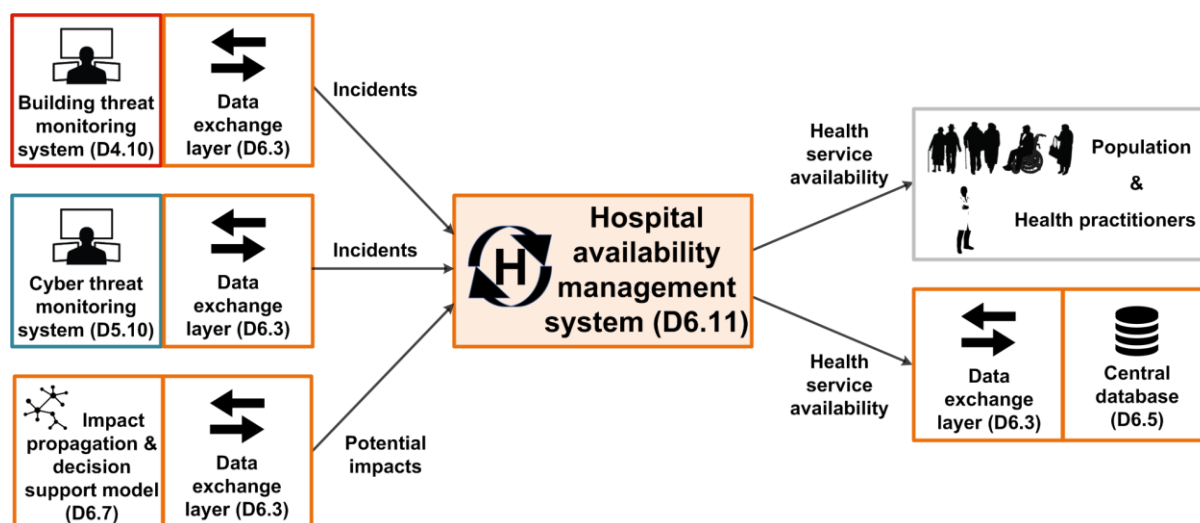 Building threat
monitoring
system (D4.10)
Data
exchange
layer (D6.3)
Incidents
Cyber threat
monitoring
system (D5.10)
Data
exchange
layer (D6.3)
Incidents
Impact
propagation &
decision
support model
(D6.7)
Data
exchange
layer (D6.3)
Potential
impacts
H
Hospital
availability
management
system (D6.11)
Health
service
availability
Population
&
Health practitioners
Health
service
availability
Data
exchange
layer (D6.3)
Central
database
(D6.5)